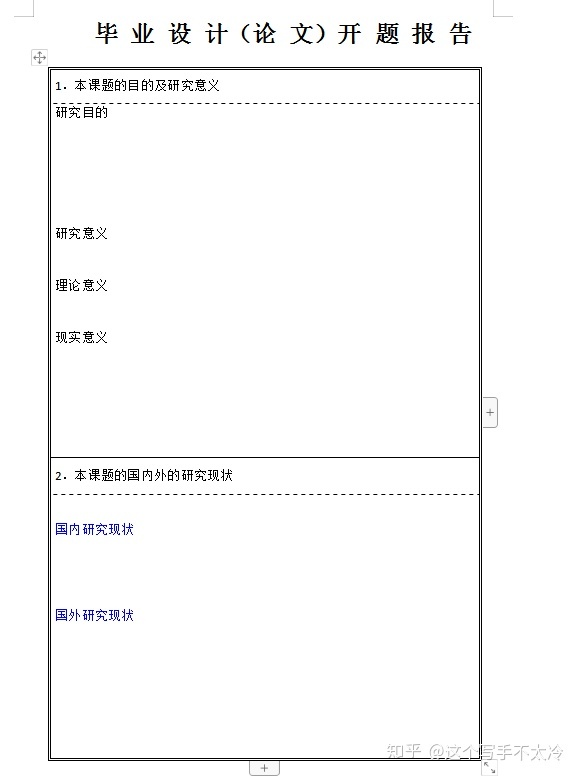 毕 业 设 计（论 文）开 题 报 告
1．本课题的目的及研究意义
研究目的
研究意义
理论意义
现实意义
2．本课题的国内外的研究现状
国内研究现状
国外研究现状
知乎 @这个写手不太冷